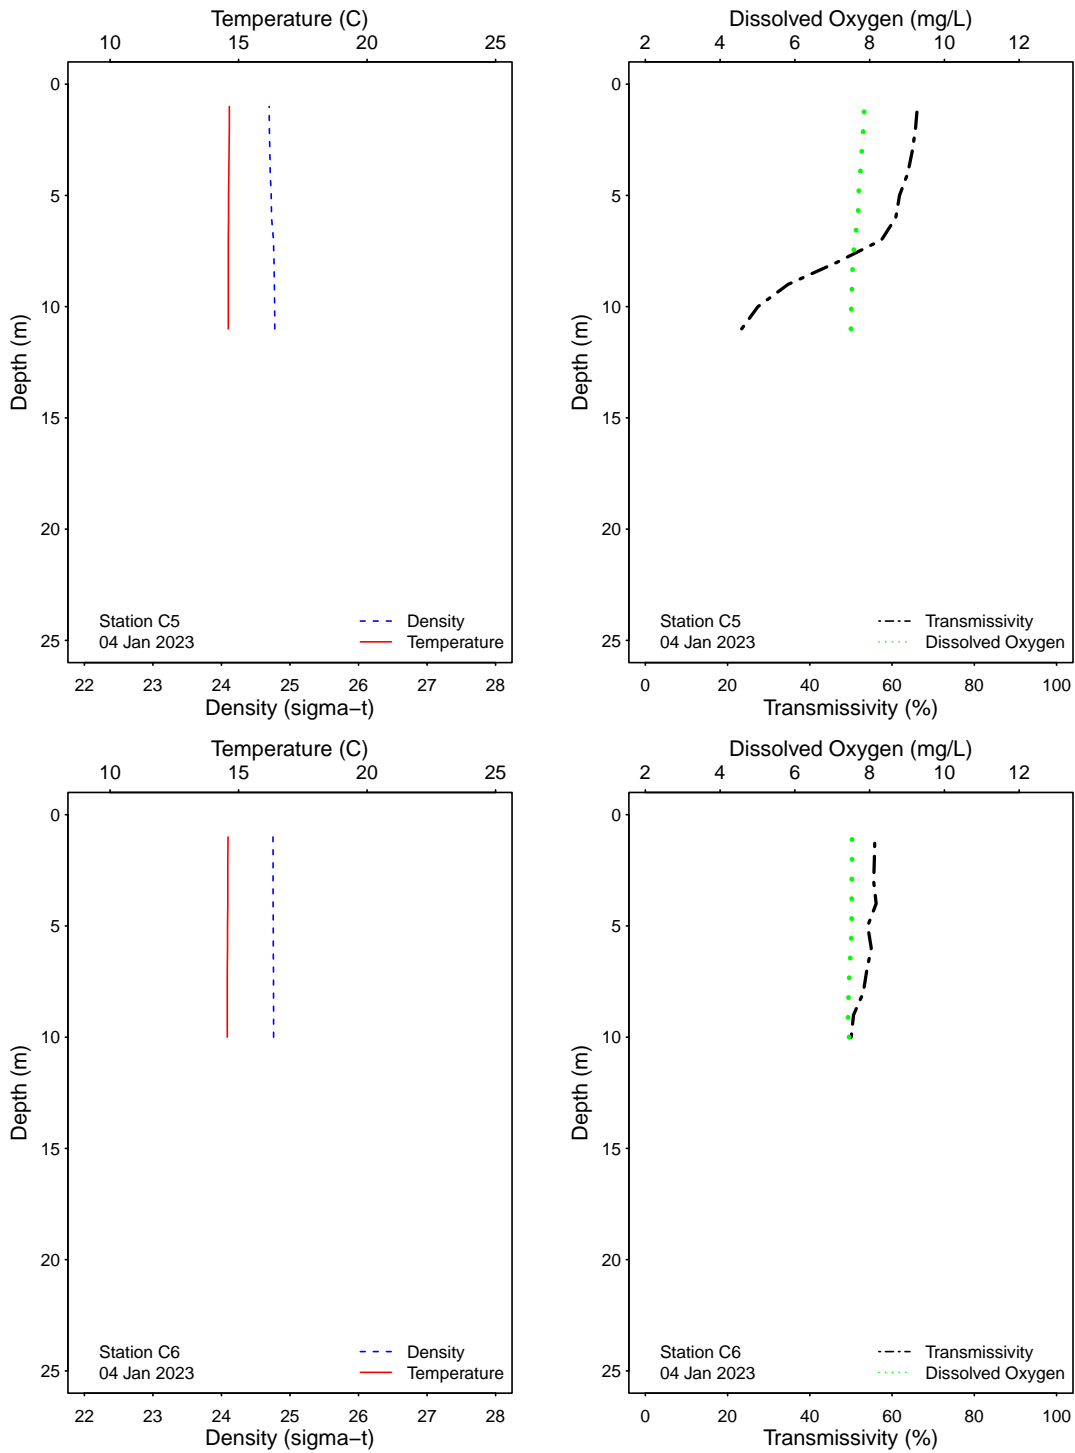 Temperature (C)
10 15 20 25
0
5
10
15
20
25
Depth (m)
Station C5
04 Jan 2023
Density
Temperature
22 23 24 25 26 27 28
Density (sigma−t)
Dissolved Oxygen (mg/L)
2 4 6 8 10 12
0
5
10
15
20
25
Depth (m)
Station C5
04 Jan 2023
Transmissivity
Dissolved Oxygen
0 20 40 60 80 100
Transmissivity (%)
Temperature (C)
10 15 20 25
0
5
10
15
20
25
Depth (m)
Station C6
04 Jan 2023
Density
Temperature
22 23 24 25 26 27 28
Density (sigma−t)
Dissolved Oxygen (mg/L)
2 4 6 8 10 12
0
5
10
15
20
25
Depth (m)
Station C6
04 Jan 2023
Transmissivity
Dissolved Oxygen
0 20 40 60 80 100
Transmissivity (%)